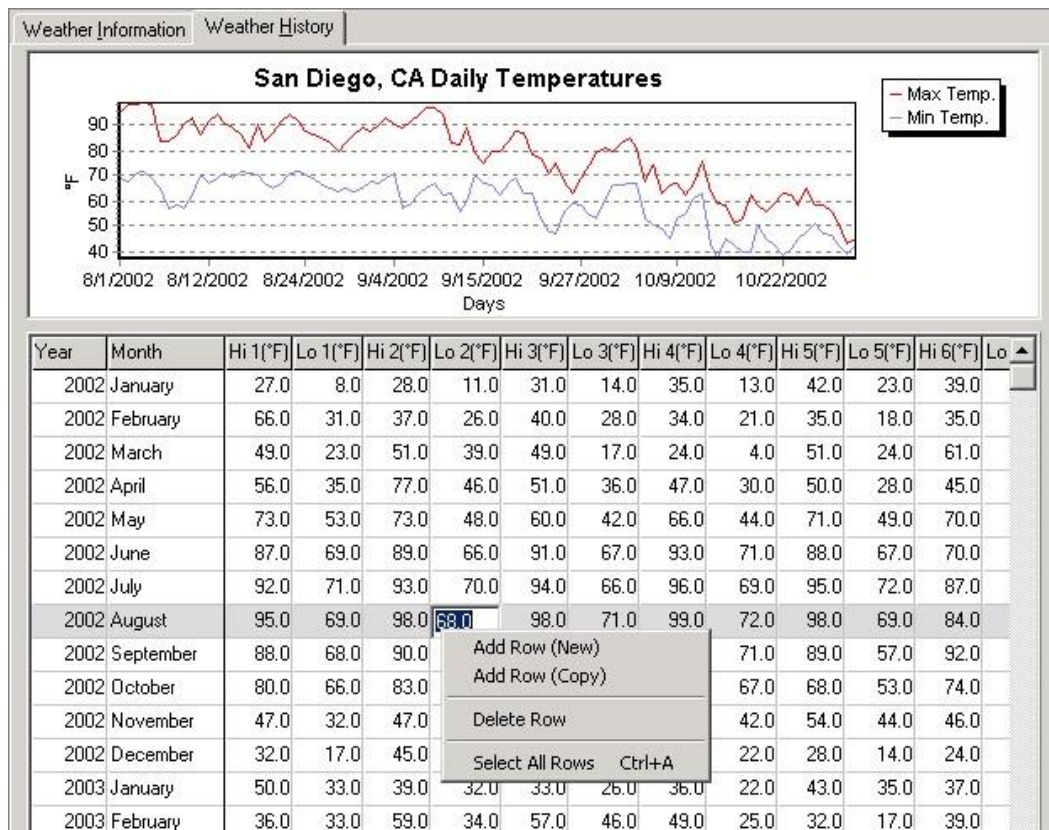 Weather Information Weather History
San Diego, CA Daily Temperatures
Max Temp.
Min Temp.
90
80
70
60
50
40
°F
8/1/2002 8/12/2002 8/24/2002 9/4/2002 9/15/2002 9/27/2002 10/9/2002 10/22/2002
Days
Year Month Hi 1(°F) Lo 1(°F) Hi 2(°F) Lo 2(°F) Hi 3(°F) Lo 3(°F) Hi 4(°F) Lo 4(°F) Hi 5(°F) Lo 5(°F) Hi 6(°F) Lo
2002 January 27.0 8.0 28.0 11.0 31.0 14.0 35.0 13.0 42.0 23.0 39.0
2002 February 66.0 31.0 37.0 26.0 40.0 28.0 34.0 21.0 35.0 18.0 35.0
2002 March 49.0 23.0 51.0 39.0 49.0 17.0 24.0 4.0 51.0 24.0 61.0
2002 April 56.0 35.0 77.0 46.0 51.0 36.0 47.0 30.0 50.0 28.0 45.0
2002 May 73.0 53.0 73.0 48.0 60.0 42.0 66.0 44.0 71.0 49.0 70.0
2002 June 87.0 69.0 89.0 66.0 91.0 67.0 93.0 71.0 88.0 67.0 70.0
2002 July 92.0 71.0 93.0 70.0 94.0 66.0 96.0 69.0 95.0 72.0 87.0
2002 August 95.0 69.0 98.0 68.0 98.0 71.0 99.0 72.0 98.0 69.0 84.0
2002 September 88.0 68.0 90.0 71.0 89.0 57.0 92.0
2002 October 80.0 66.0 83.0 67.0 68.0 53.0 74.0
2002 November 47.0 32.0 47.0 42.0 54.0 44.0 46.0
2002 December 32.0 17.0 45.0 22.0 28.0 14.0 24.0
2003 January 50.0 33.0 39.0 32.0 33.0 26.0 36.0 22.0 43.0 35.0 37.0
2003 February 36.0 33.0 59.0 34.0 57.0 46.0 49.0 25.0 32.0 17.0 39.0
Add Row (New)
Add Row (Copy)
Delete Row
Select All Rows Ctrl+A